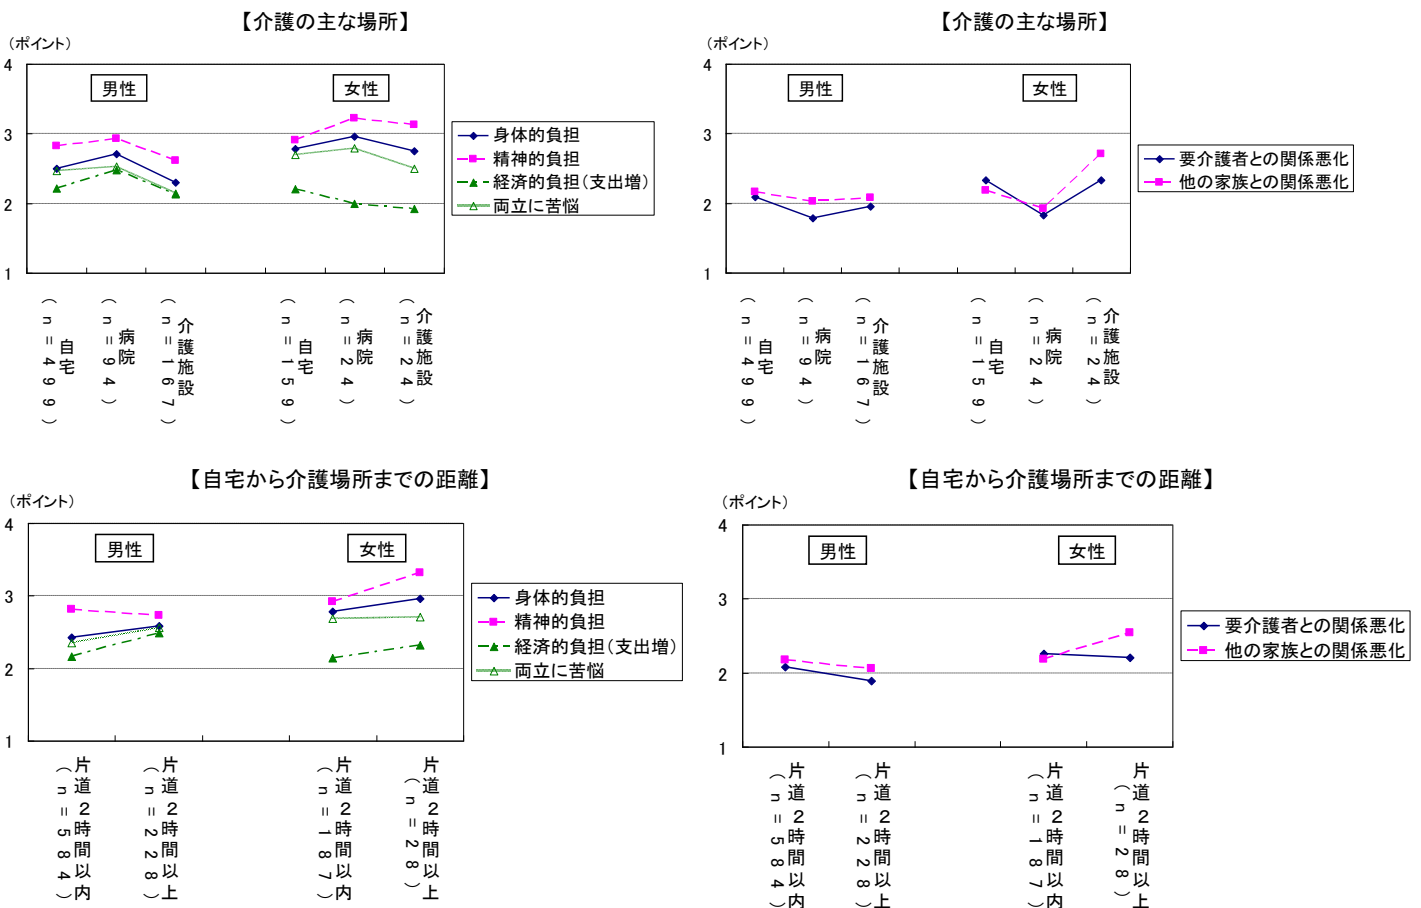 【介護の主な場所】
（ポイント）
4
3
2
1
男性
女性
自宅（n=499）
病院（n=94）
介護施設（n=167）
自宅（n=159）
病院（n=24）
介護施設（n=24）
身体的負担
精神的負担
経済的負担（支出増）
両立に苦悩
【介護の主な場所】
（ポイント）
4
3
2
1
男性
女性
自宅（n=499）
病院（n=94）
介護施設（n=167）
自宅（n=159）
病院（n=24）
介護施設（n=24）
要介護者との関係悪化
他の家族との関係悪化
【自宅から介護場所までの距離】
（ポイント）
4
3
2
1
男性
女性
片道２時間以内（n=584）
片道２時間以上（n=228）
片道２時間以内（n=187）
片道２時間以上（n=28）
身体的負担
精神的負担
経済的負担（支出増）
両立に苦悩
【自宅から介護場所までの距離】
（ポイント）
4
3
2
1
男性
女性
片道２時間以内（n=584）
片道２時間以上（n=228）
片道２時間以内（n=187）
片道２時間以上（n=28）
要介護者との関係悪化
他の家族との関係悪化